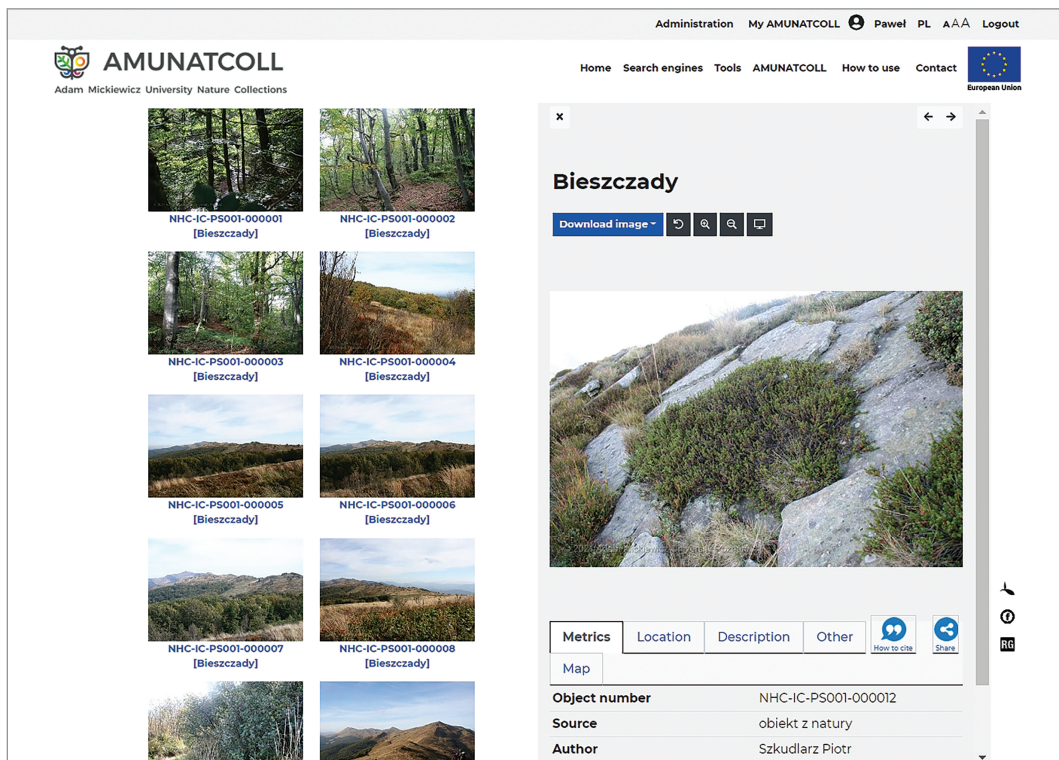 Administration My AMUNATCOLL Paweł PL A A A Logout
AMUNATCOLL
Adam Mickiewicz University Nature Collections
Home Search engines Tools AMUNATCOLL How to use Contact
European Union
NHC-IC-PS001-000001
[Bieszczady]
NHC-IC-PS001-000002
[Bieszczady]
NHC-IC-PS001-000003
[Bieszczady]
NHC-IC-PS001-000004
[Bieszczady]
NHC-IC-PS001-000005
[Bieszczady]
NHC-IC-PS001-000006
[Bieszczady]
NHC-IC-PS001-000007
[Bieszczady]
NHC-IC-PS001-000008
[Bieszczady]
x
Bieszczady
Download image
Metrics Location Description Other How to cite Share
Map
Object number NHC-IC-PS001-000012
Source obiekt z natury
Author Szkudlarz Piotr
RG